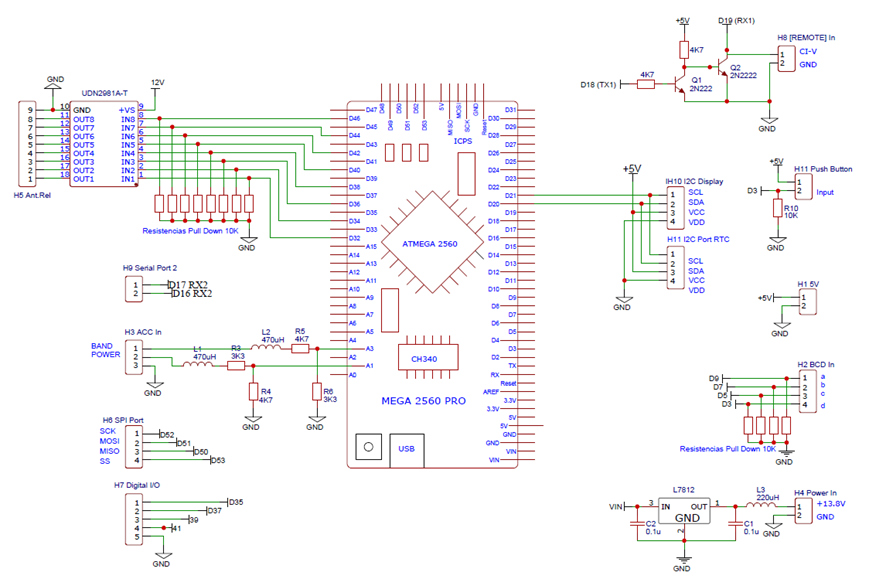 GND
UDN2981A-T
12V
9 10 GND +VS 9
8 11 OUT8 IN8 8
7 12 OUT7 IN7 7
6 13 OUT6 IN6 6
5 14 OUT5 IN5 5
4 15 OUT4 IN4 4
3 16 OUT3 IN3 3
2 17 OUT2 IN2 2
1 18 OUT1 IN1 1
H5 Ant.Rel
Resistencias Pull Down 10K
GND
H9 Serial Port 2
1 D17 RX2
2 D16 RX2
H3 ACC In
BAND 1
POWER 2
3
GND
L1
470uH
R3
3K3
L2
470uH
R5
4K7
R4
4K7
GND
R6
3K3
GND
H6 SPI Port
SCK 1 D52
MOSI 2 D51
MISO 3 D50
SS 4 D53
H7 Digital I/O
1 D35
2 D37
3 39
4 41
5
GND
D48
D50
D52
5V
MOSI
GND
D49
D51
D53
MISO
SCK
Reset
ICPS
D47
D46
D45
D44
D43
D42
D41
D40
D39
D38
D37
D36
D35
D34
D33
D32
A15
A14
A13
A12
A11
A10
A9
A8
A7
A6
A5
A4
A3
A2
A1
A0
D31
D30
D29
D28
D27
D26
D25
D24
D23
D22
D21
D20
D19
D18
D17
D16
D15
D14
D13
D12
D11
D10
D9
D8
D7
D6
D5
D4
D3
D2
TX
RX
Reset
AREF
3.3V
3.3V
5V
5V
GND
GND
VIN
VIN
ATMEGA 2560
CH340
MEGA 2560 PRO
USB
+5V
D19 (RX1)
H8 [REMOTE] In
4K7
1 CI-V
2 GND
Q2
2N2222
D18 (TX1)
4K7
Q1
2N222
GND
+5V
H11 Push Button
1
D3 2 Input
R10
10K
GND
+5V
IH10 I2C Display
1 SCL
2 SDA
3 VCC
4 VDD
H11 I2C Port RTC
1 SCL
2 SDA
3 VCC
4 VDD
GND
H1 5V
+5V 1
2
GND
H2 BCD In
D9 1 a
D7 2 b
D5 3 c
D3 4 d
Resistencias Pull Down 10K
GND
L7812
VIN 3 IN OUT 1
GND
2
C2
0.1u
C1
0.1u
L3
220uH
H4 Power In
1 +13.8V
2 GND
GND
GND